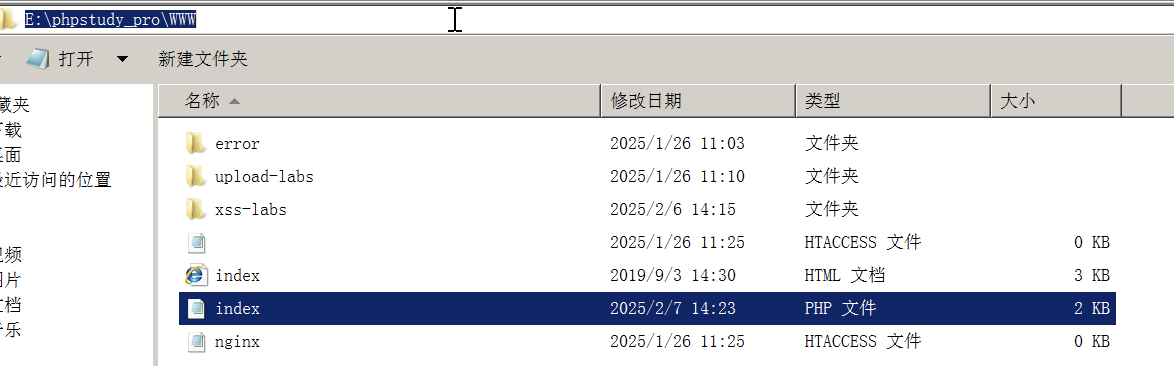 E:\phpstudy_pro\WWW
打开 新建文件夹
名称 修改日期 类型 大小
error 2025/1/26 11:03 文件夹
upload-labs 2025/1/26 11:10 文件夹
xss-labs 2025/2/6 14:15 文件夹
2025/1/26 11:25 HTACCESS 文件 0 KB
index 2019/9/3 14:30 HTML 文档 3 KB
index 2025/2/7 14:23 PHP 文件 2 KB
nginx 2025/1/26 11:25 HTACCESS 文件 0 KB
藏夹
下载
桌面
最近访问的位置
视频
图片
文档
音乐